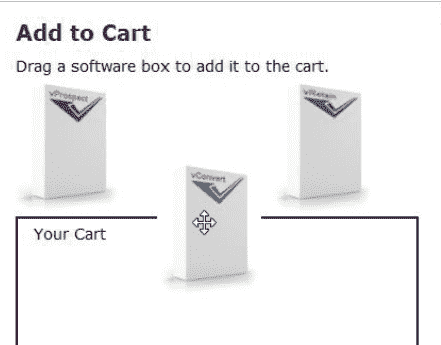 Add to Cart
Drag a software box to add it to the cart.
vProspect
vRetain
vConvert
Your Cart